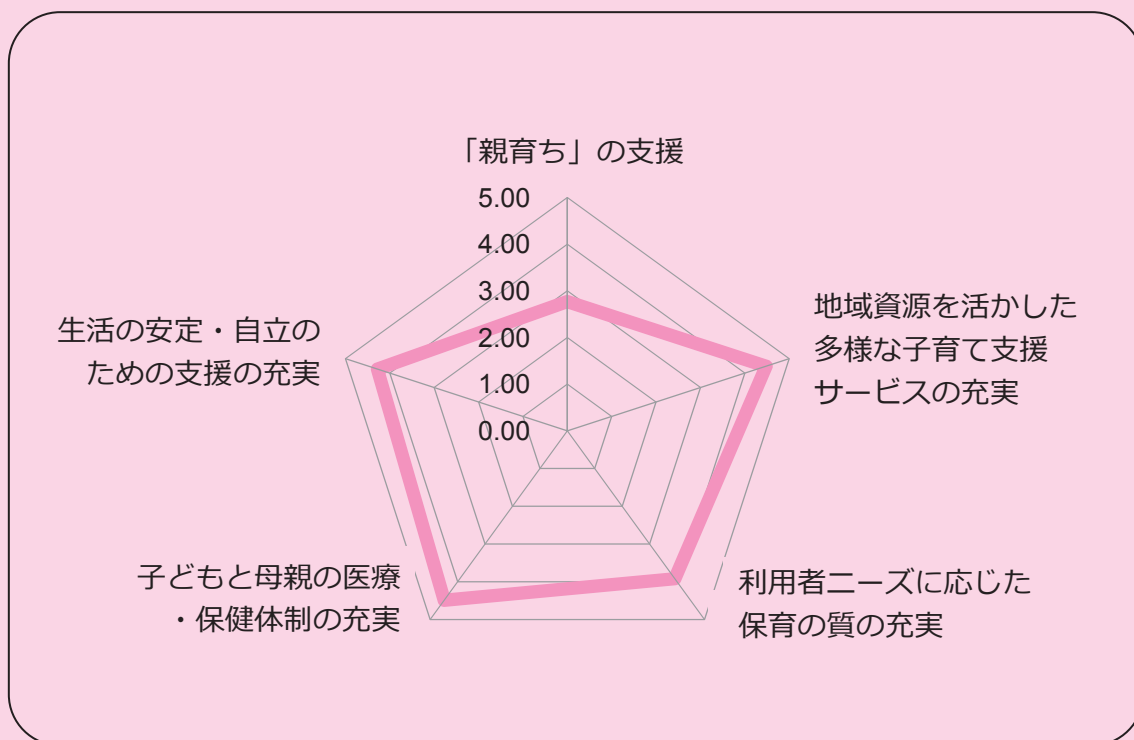 「親育ち」の支援
5.00
4.00
3.00
2.00
1.00
0.00
地域資源を活かした
多様な子育て支援
サービスの充実
利用者ニーズに応じた
保育の質の充実
子どもと母親の医療
・保健体制の充実
生活の安定・自立の
ための支援の充実